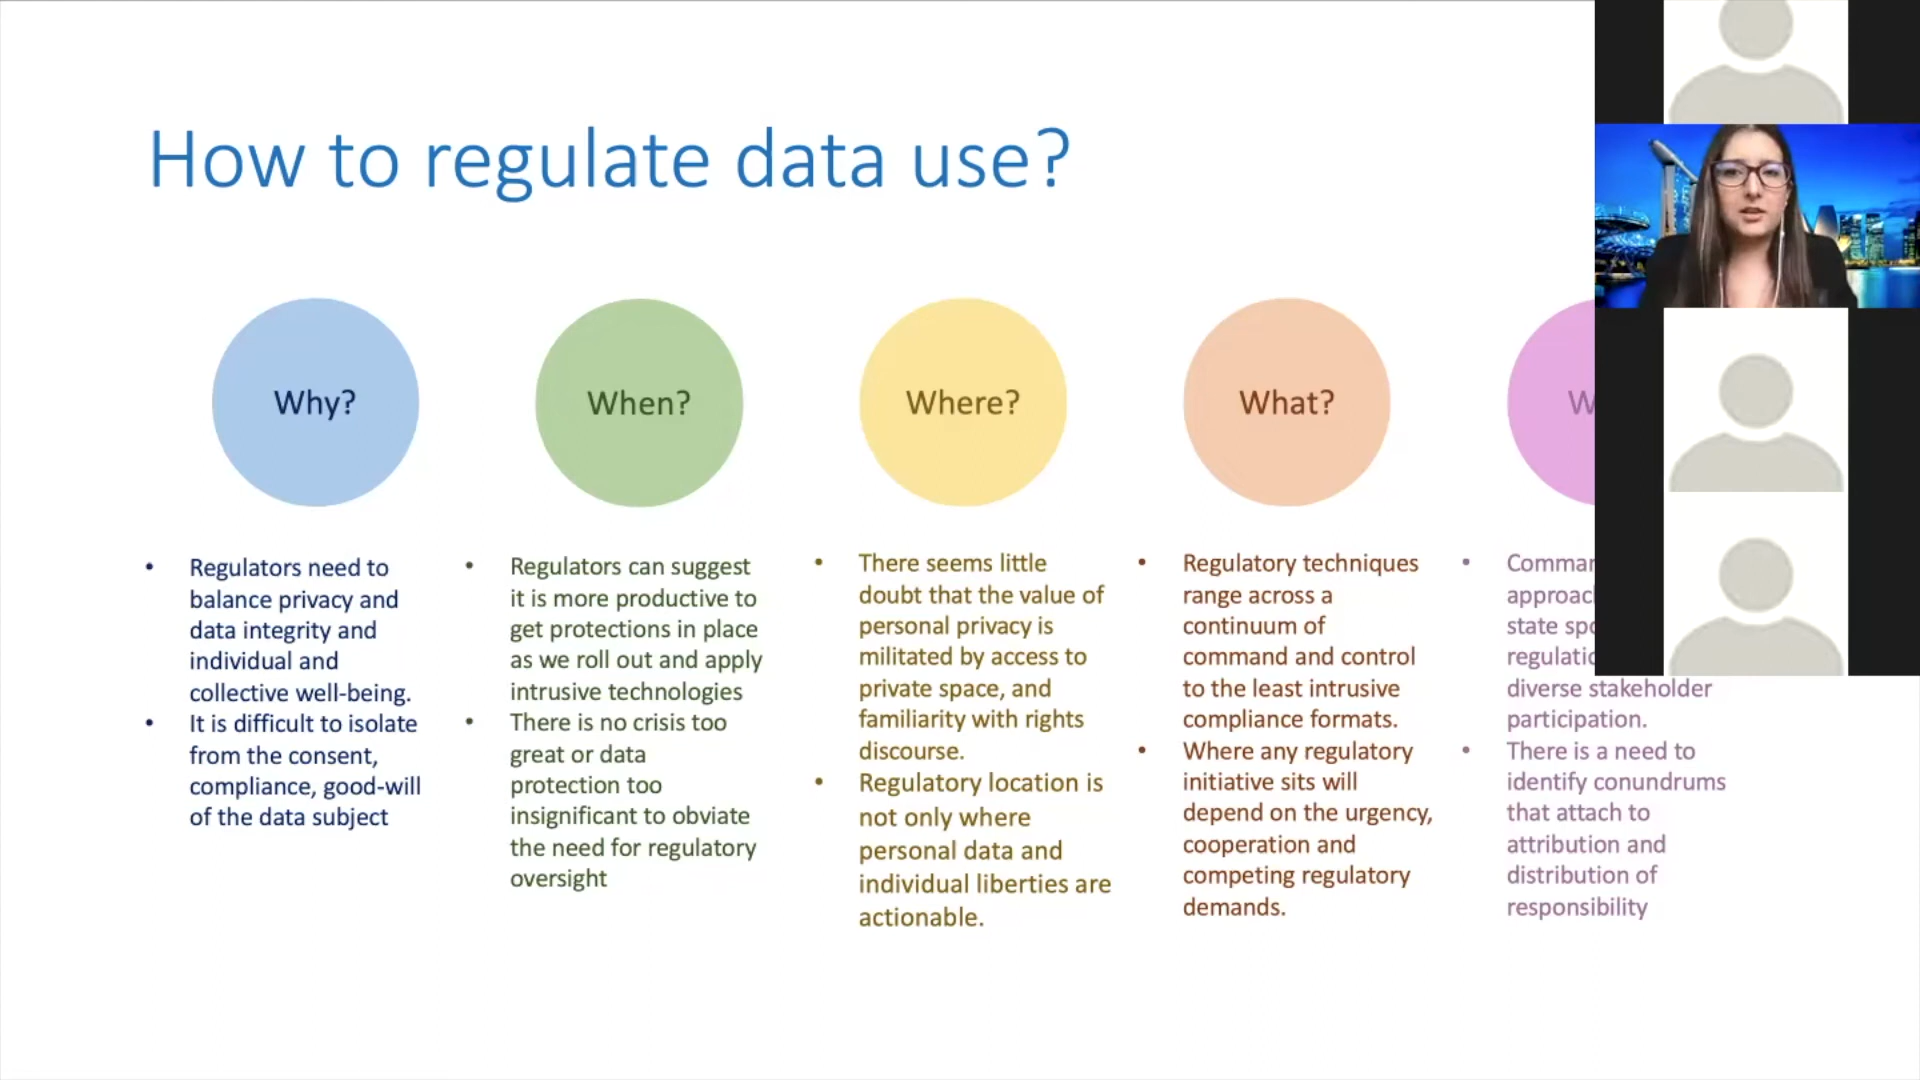 How to regulate data use?
Why?
When?
Where?
What?
• Regulators need to
balance privacy and
data integrity and
individual and
collective well-being.
• It is difficult to isolate
from the consent,
compliance, good-will
of the data subject
• Regulators can suggest
it is more productive to
get protections in place
as we roll out and apply
intrusive technologies
• There is no crisis too
great or data
protection too
insignificant to obviate
the need for regulatory
oversight
• There seems little
doubt that the value of
personal privacy is
militated by access to
private space, and
familiarity with rights
discourse.
• Regulatory location is
not only where
personal data and
individual liberties are
actionable.
• Regulatory techniques
range across a
continuum of
command and control
to the least intrusive
compliance formats.
• Where any regulatory
initiative sits will
depend on the urgency,
cooperation and
competing regulatory
demands.
•
state
diverse stakeholder
participation.
• There is a need to
identify conundrums
that attach to
attribution and
distribution of
responsibility